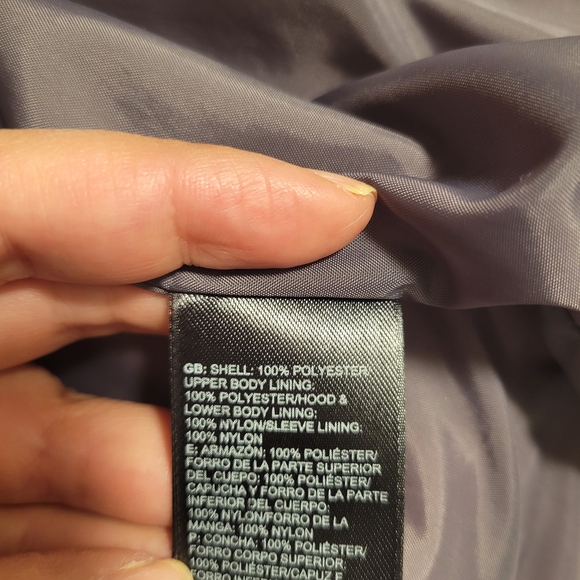 GB: SHELL: 100% POLYESTER/
UPPER BODY LINING:
100% POLYESTER/HOOD &
LOWER BODY LINING:
100% NYLON/SLEEVE LINING:
100% NYLON
E: ARMAZÓN: 100% POLIÉSTER/
FORRO DE LA PARTE SUPERIOR
DEL CUEPO: 100% POLIÉSTER/
CAPUCHA Y FORRO DE LA PARTE
INFERIOR DEL CUERPO
100% NYLON/FORRO DE LA
MANGA: 100% NYLON
P: CONCHA: 100% POLIÉSTER/
FORRO CORPO SUPERIOR:
100% POLIÉSTER/CAPUZ E